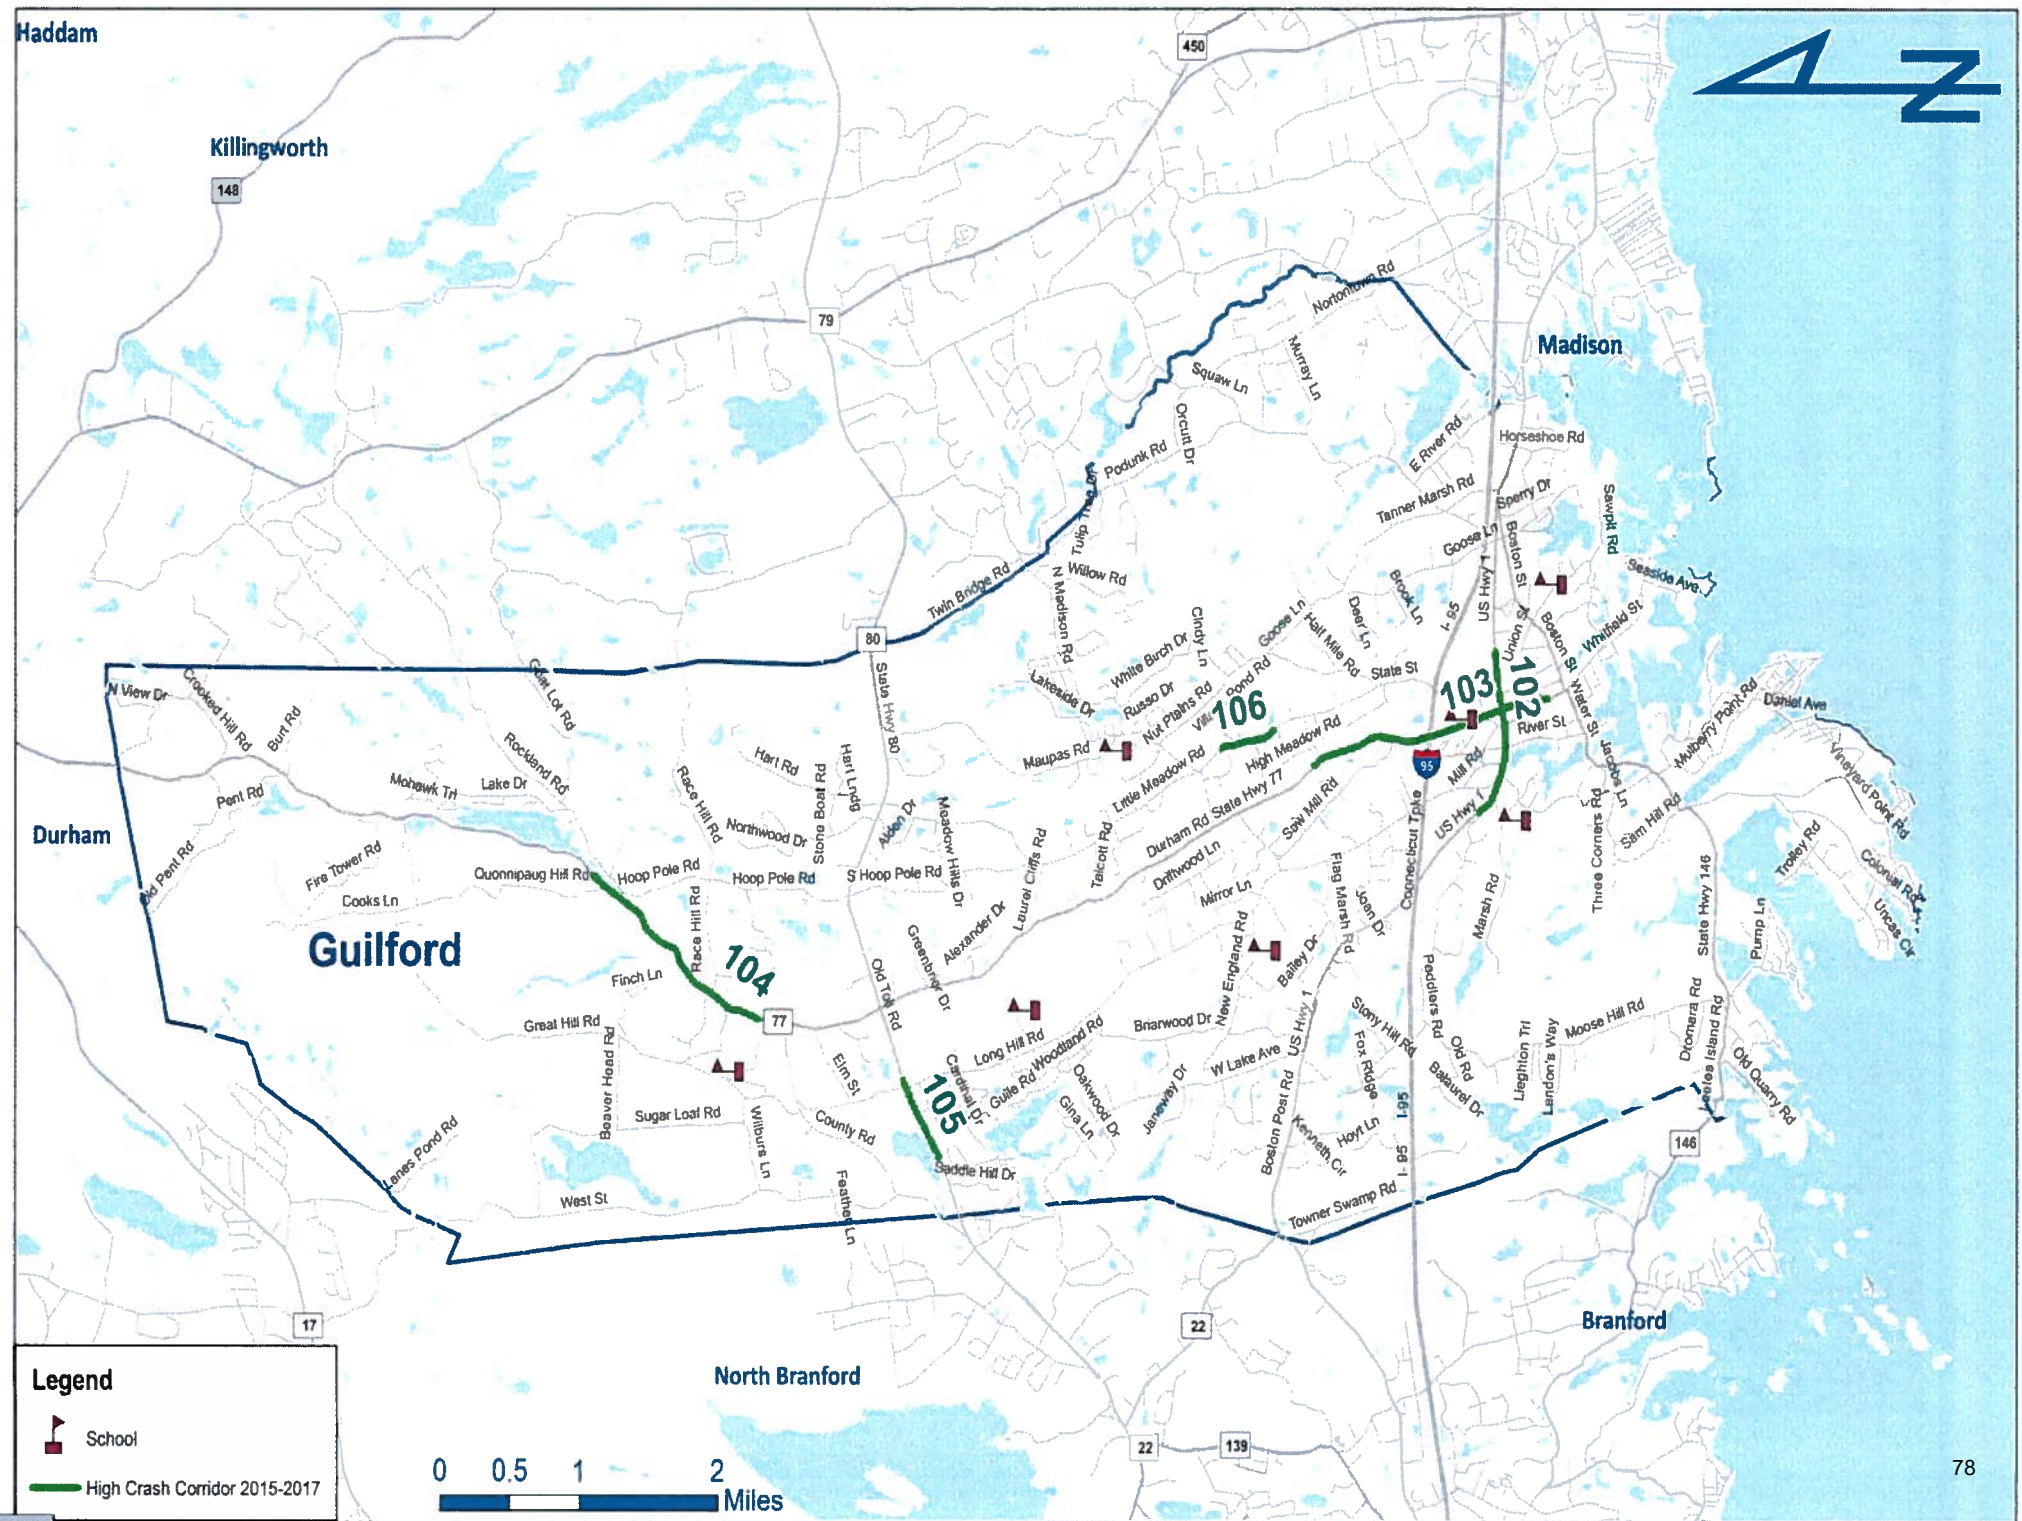 Haddam
450
Z
Killingworth
148
79
Nortontown Rd
Madison
Murray Ln
Squaw Ln
Orcutt Dr
E River Rd
Horseshoe Rd
Podunk Rd
Tanner Marsh Rd
Sperry Dr
Sawpit Rd
Tulip Tree Dr
Goose Ln
Boston St
Willow Rd
N Madison Rd
Twin Bridge Rd
Seaside Ave
Brook Ln
US Hwy 1
I- 95
Deer Ln
Cindy Ln
Goose Ln
Half Mile Rd
Union St
Boston St
Whitfield St
80
White Birch Dr
State St
State Hwy 80
Lakeside Dr
Russo Dr
Nut Plains Rd
Pond Rd
106
103
102
Water St
River St
Mulberry Point Rd
Daniel Ave
N View Dr
Crooked Hill Rd
Burt Rd
Goat Lot Rd
Rockland Rd
Hart Rd
Hart Lndg
Stone Boat Rd
Maupas Rd
Little Meadow Rd
High Meadow Rd
State Hwy 77
95
Mill Rd
Jacobs Ln
Vineyard Point Rd
Pent Rd
Mohawk Trl
Lake Dr
Race Hill Rd
Northwood Dr
Alden Dr
Meadow Hills Dr
Durham Rd
Saw Mill Rd
US Hwy 1
Connecticut Tpke
Three Corners Rd
Sam Hill Rd
Durham
Old Pent Rd
Fire Tower Rd
Cooks Ln
Quonnipaug Hill Rd
Hoop Pole Rd
Hoop Pole Rd
S Hoop Pole Rd
Laurel Cliffs Rd
Talcott Rd
Driftwood Ln
Mirror Ln
Flag Marsh Rd
Joan Dr
Marsh Rd
State Hwy 146
Trolley Rd
Colonial Rd
Uncas Cir
Pump Ln
Guilford
Race Hill Rd
104
Finch Ln
Great Hill Rd
77
Old Toll Rd
Greenbrier Dr
Alexander Dr
New England Rd
Bailey Dr
US Hwy 1
Peddlers Rd
Stony Hill Rd
Moose Hill Rd
Dromara Rd
Leetes Island Rd
Old Quarry Rd
Beaver Head Rd
Sugar Loaf Rd
Wilburs Ln
Elm St
County Rd
105
Cardinal Dr
Long Hill Rd
Guile Rd
Woodland Rd
Oakwood Dr
Gina Ln
Briarwood Dr
Janeway Dr
W Lake Ave
Boston Post Rd
Fox Ridge
Old Rd
Balaurel Dr
Lleghton Trl
Landon's Way
Kenneth Cir
Hoyt Ln
I-95
I- 95
146
Lanes Pond Rd
West St
Feather Ln
Saddle Hill Dr
Towner Swamp Rd
17
22
Branford
North Branford
22
139
Legend
School
High Crash Corridor 2015-2017
0 0.5 1 2
Miles
78